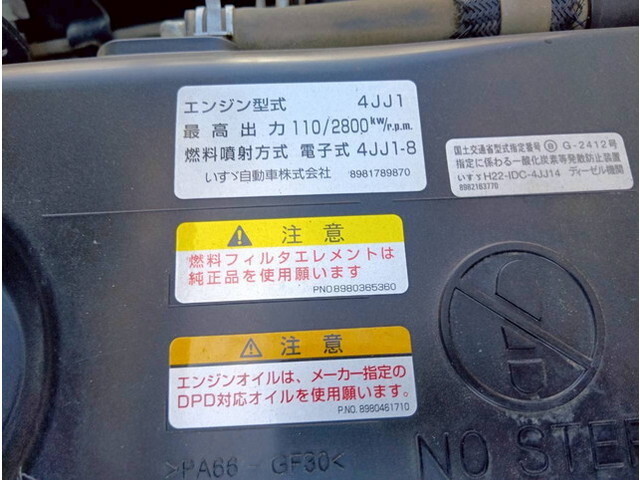 エンジン型式 4JJ1
最高出力 110/2800kw/r.p.m.
燃料噴射方式 電子式 4JJ1-8
いすゞ自動車株式会社 8981789870
国土交通省型式指定番号 ⓔ G-2412号
指定に係わる一酸化炭素等発散防止装置
いすゞH22-IDC-4JJ14 ディーゼル機関
8982183770
注意
燃料フィルタエレメントは
純正品を使用願います
PNO8980365360
注意
エンジンオイルは、メーカー指定の
DPD対応オイルを使用願います。
P.NO. 8980461710
>PA66-GF30<
NO STEP